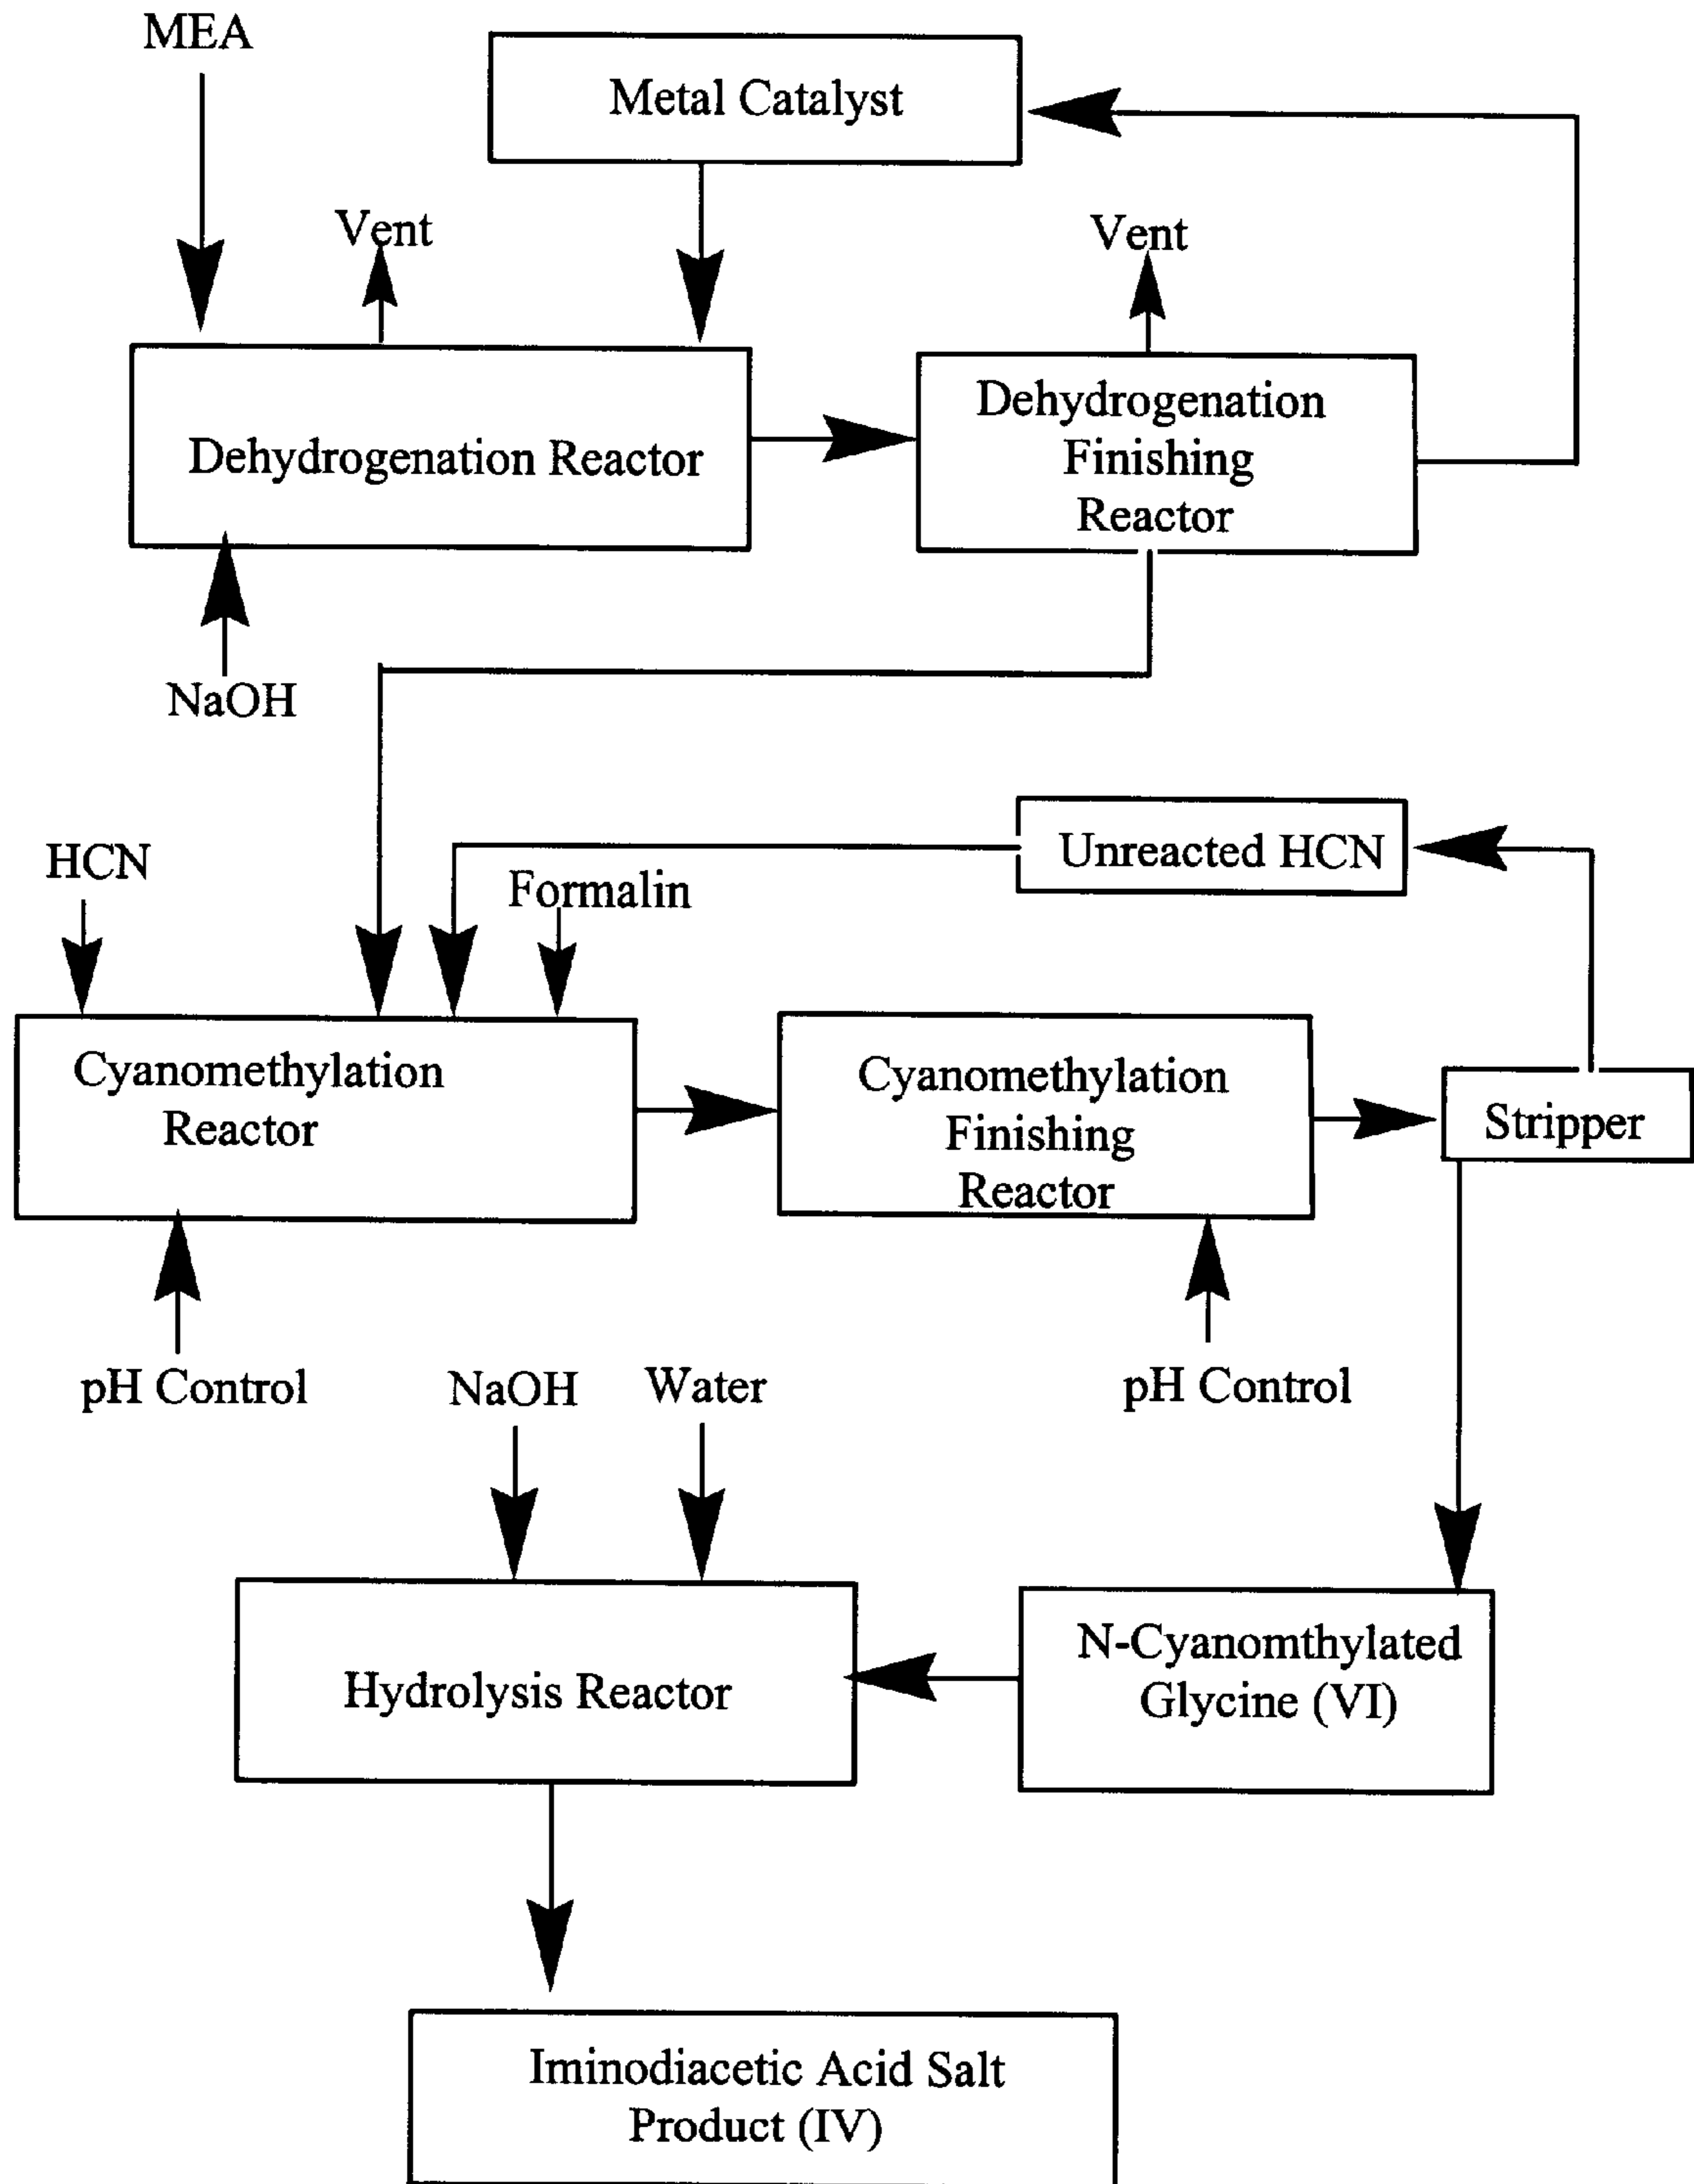 MEA
Metal Catalyst
Vent
Vent
Dehydrogenation Reactor
Dehydrogenation
Finishing
Reactor
NaOH
HCN
Formalin
Unreacted HCN
Cyanomethylation
Reactor
Cyanomethylation
Finishing
Reactor
Stripper
pH Control
NaOH
Water
pH Control
Hydrolysis Reactor
N-Cyanomthylated
Glycine (VI)
Iminodiacetic Acid Salt
Product (IV)